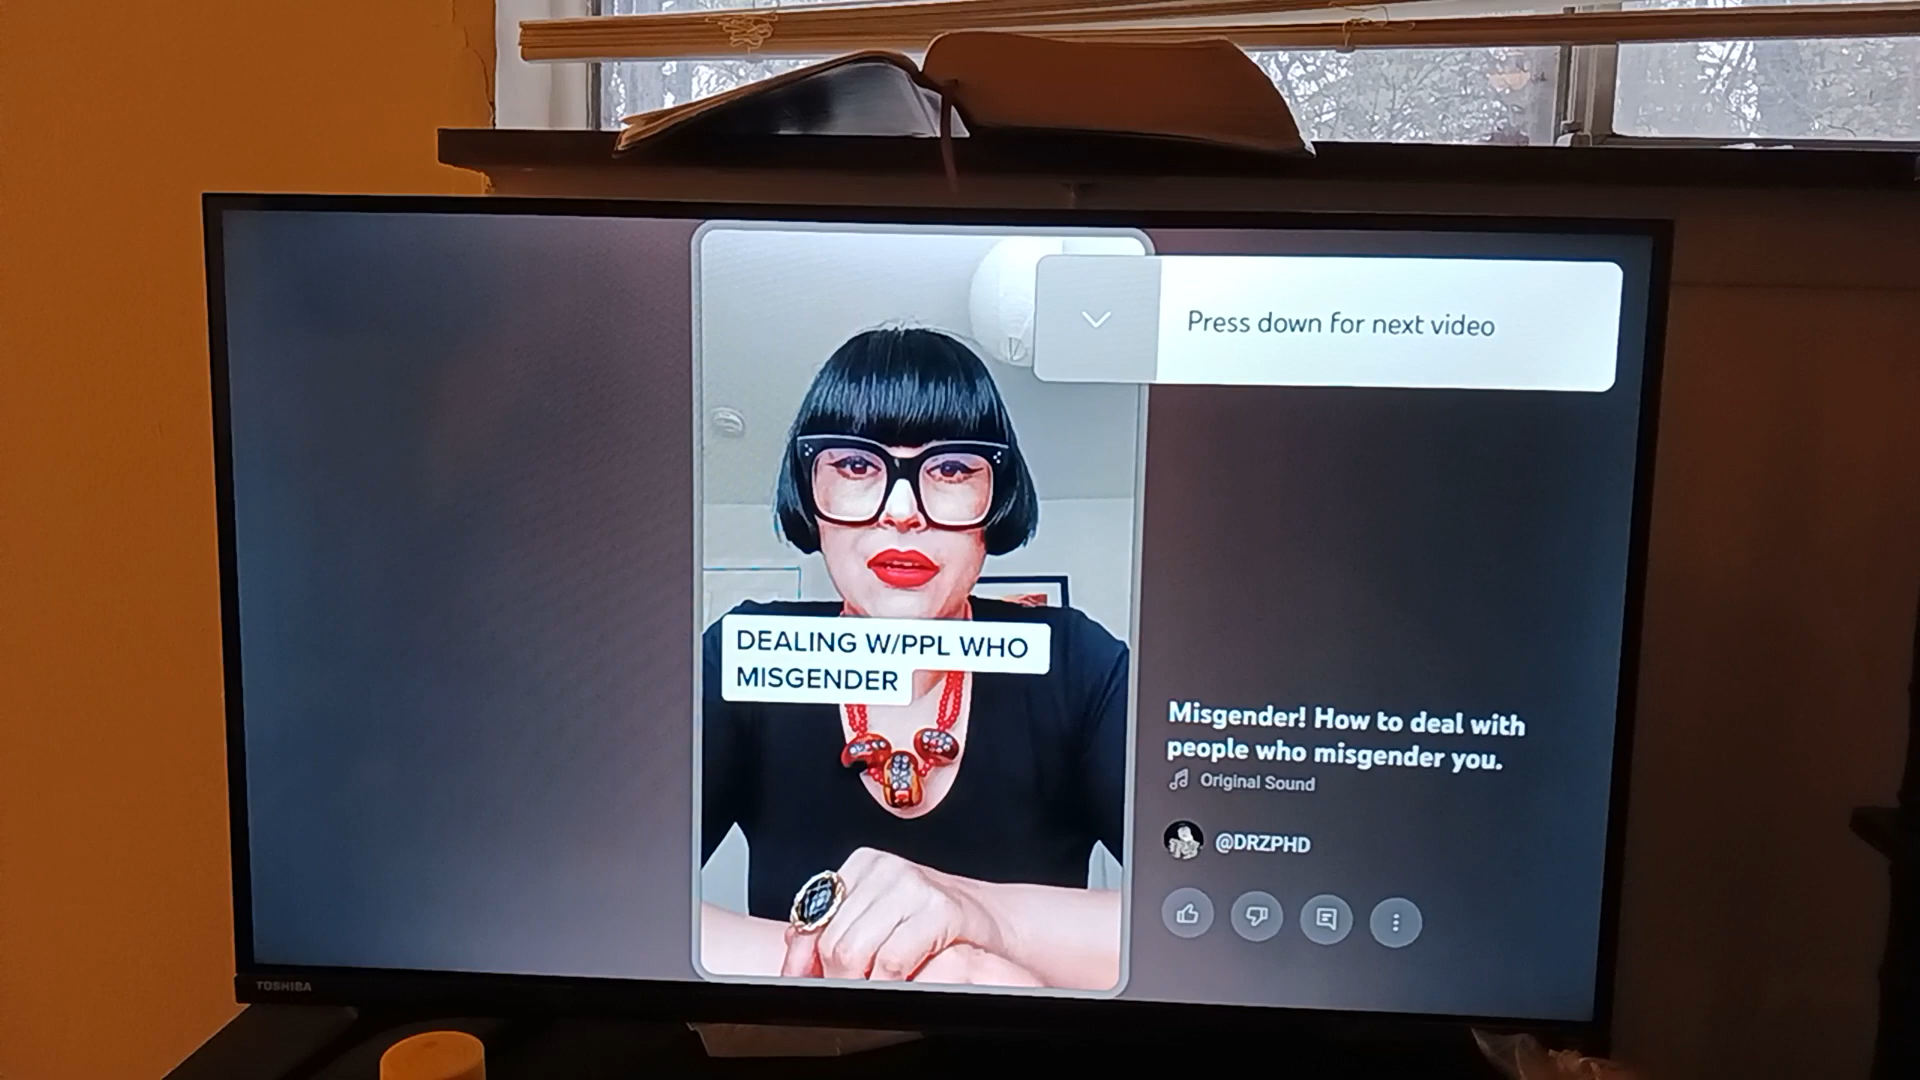 Press down for next video
DEALING W/PPL WHO
MISGENDER
Misgender! How to deal with
people who misgender you.
Original Sound
@DRZPHD
TOSHIBA